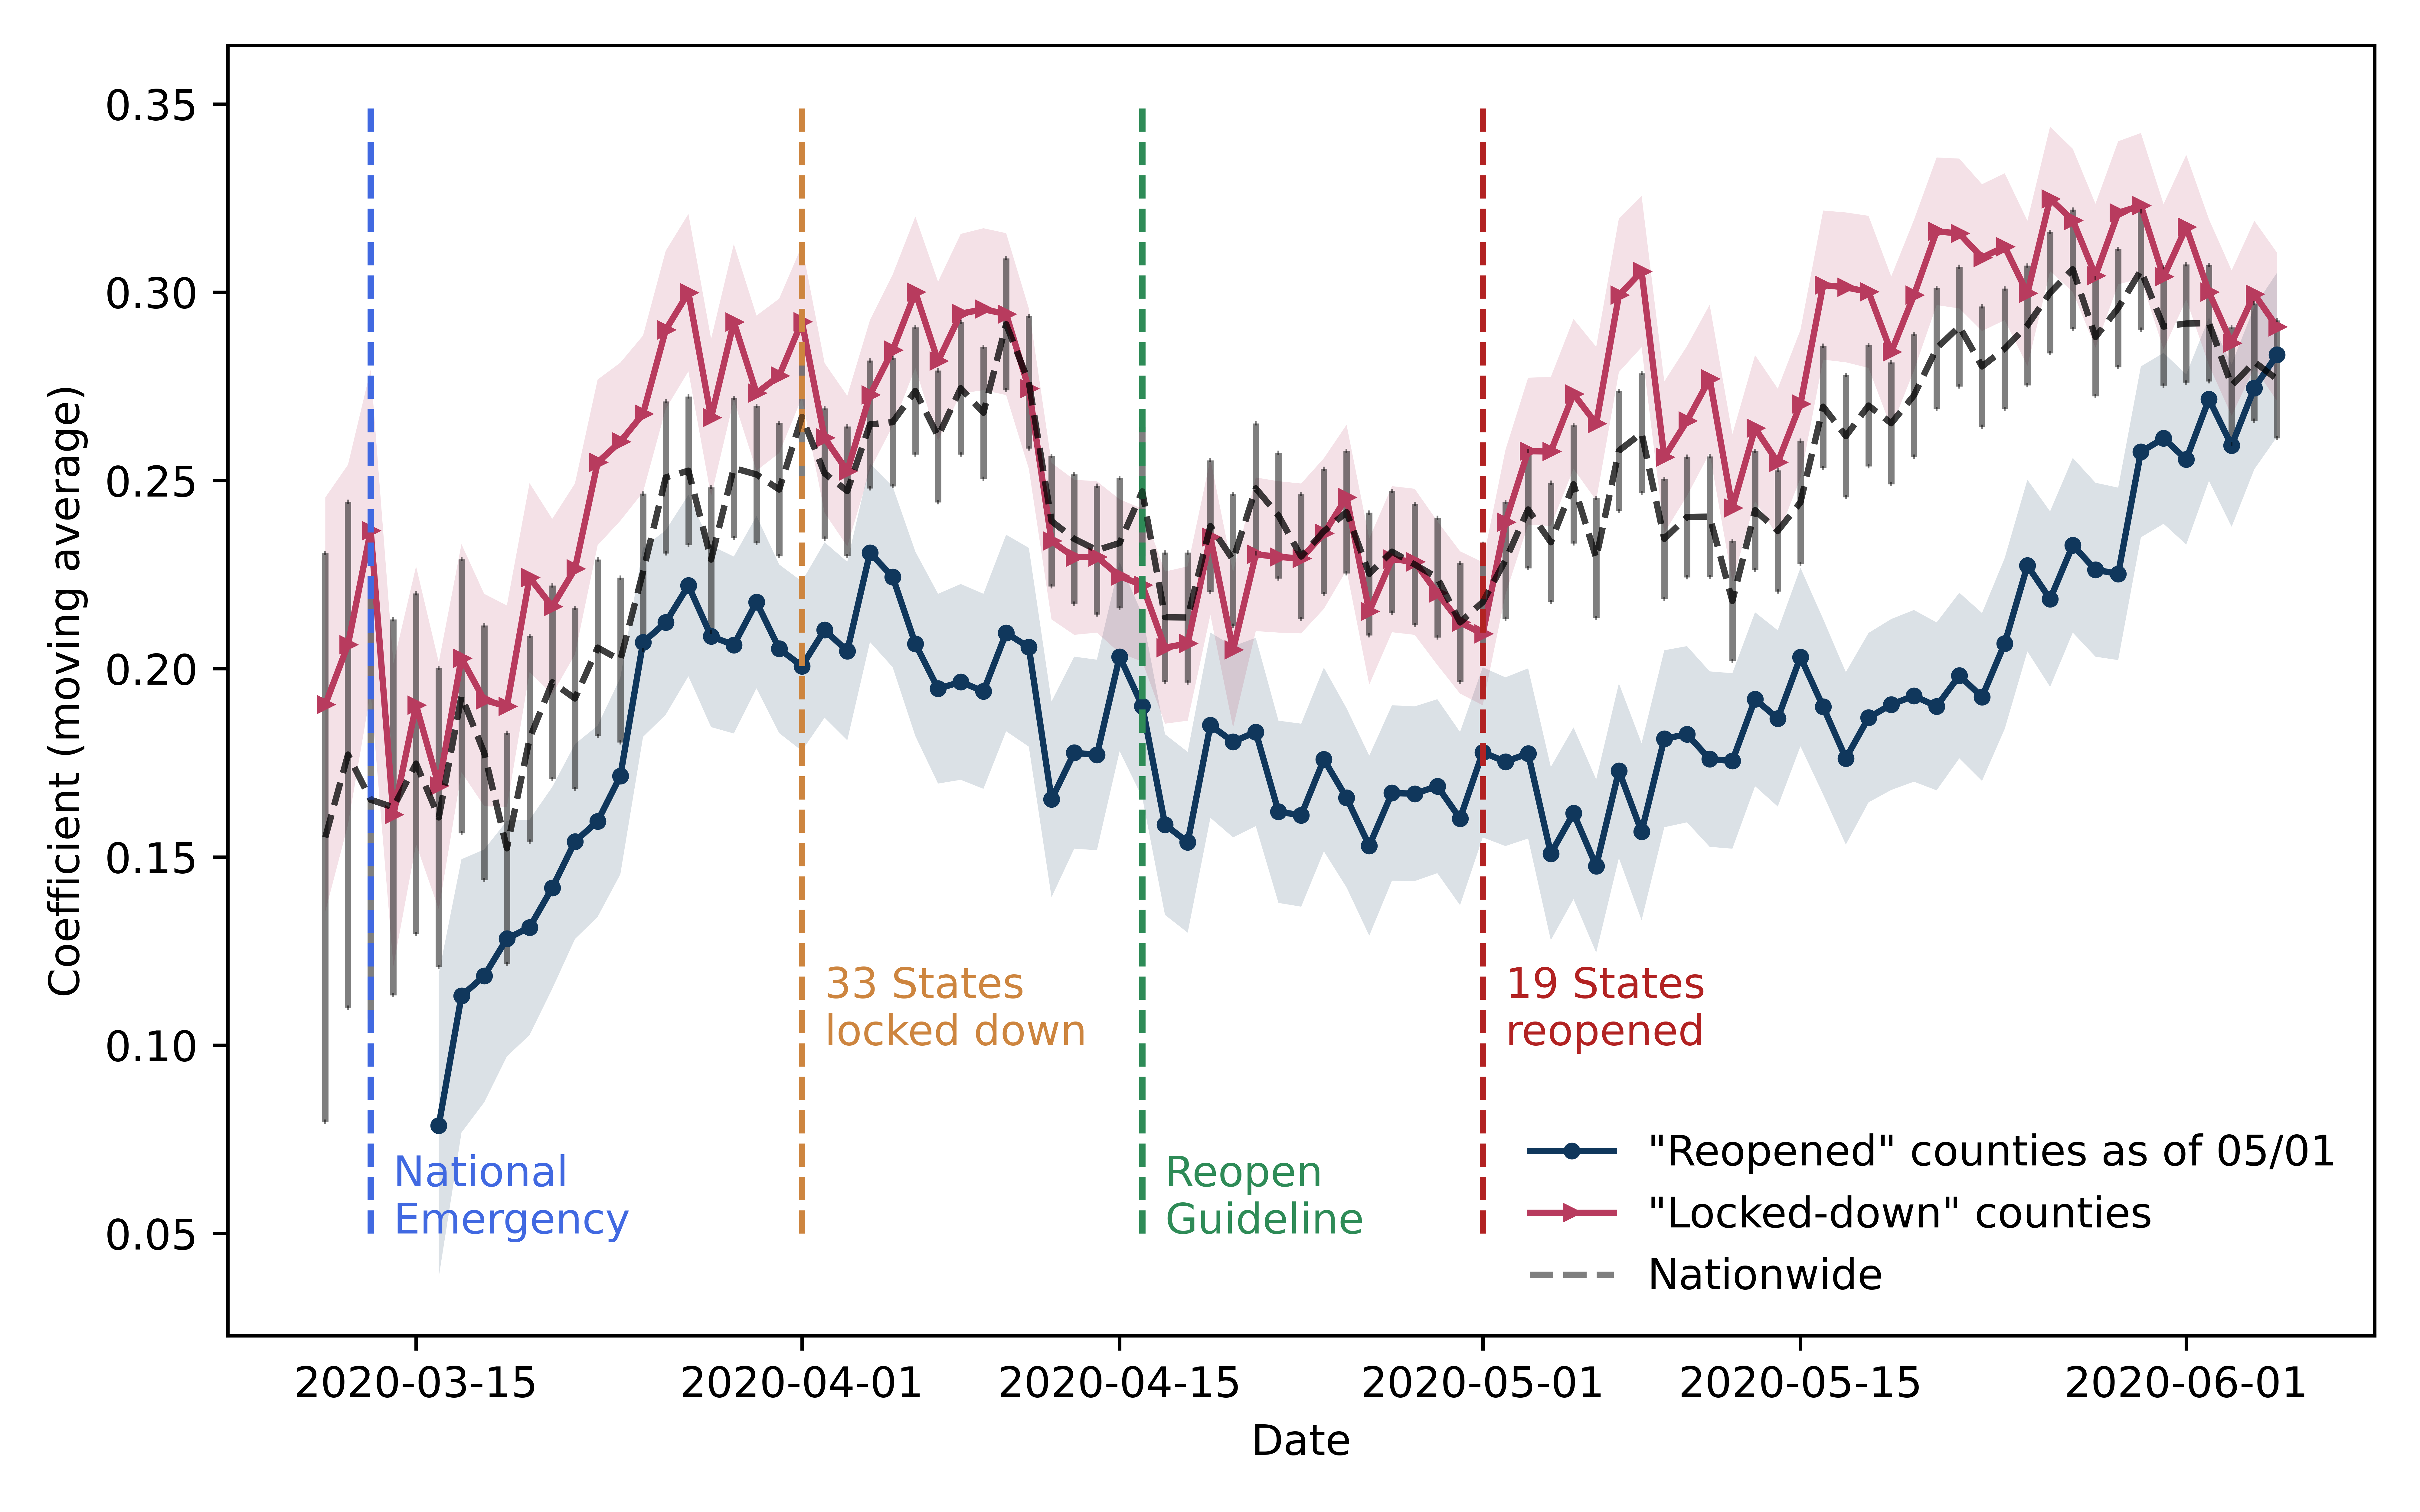 Coefficient (moving average)
0.35
0.30
0.25
0.20
0.15
0.10
0.05
33 States
locked down
19 States
reopened
National
Emergency
Reopen
Guideline
"Reopened" counties as of 05/01
"Locked-down" counties
Nationwide
2020-03-15
2020-04-01
2020-04-15
2020-05-01
2020-05-15
2020-06-01
Date